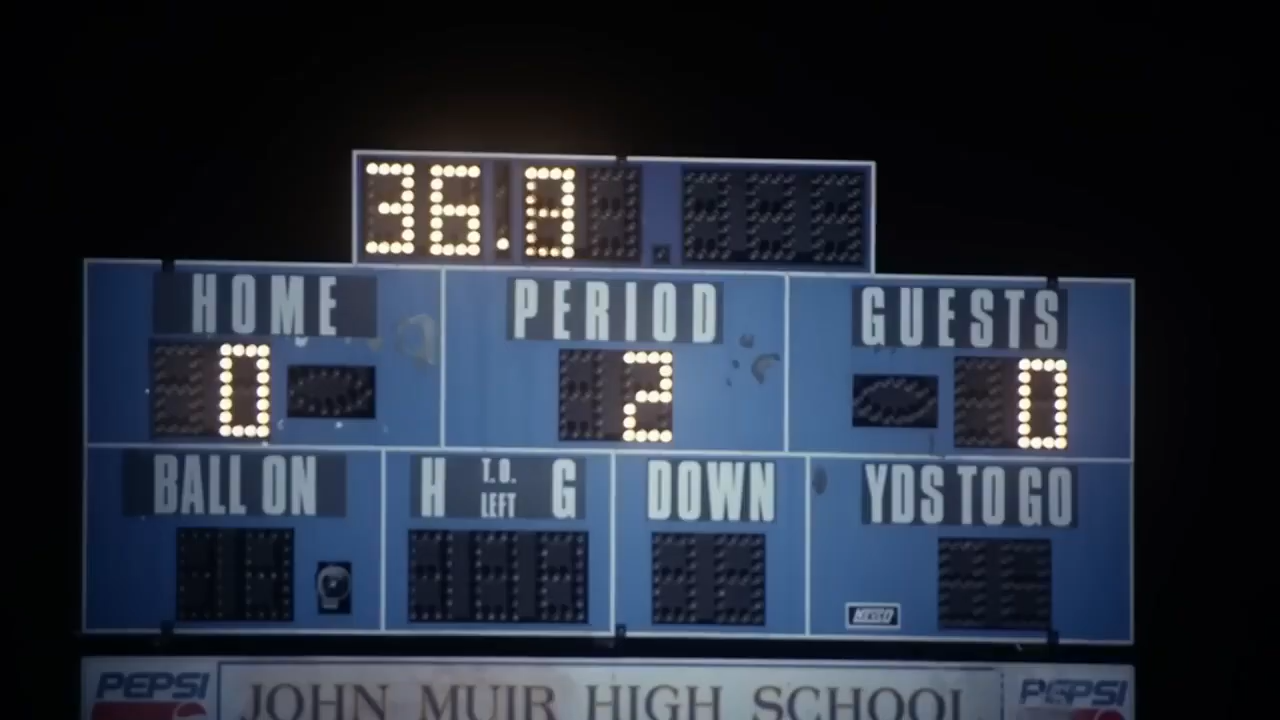 36.8
HOME PERIOD GUESTS
0 2 0
BALL ON H T.O. LEFT G DOWN YDS TO GO
NEVCO
PEPSI JOHN MUIR HIGH SCHOOL PEPSI